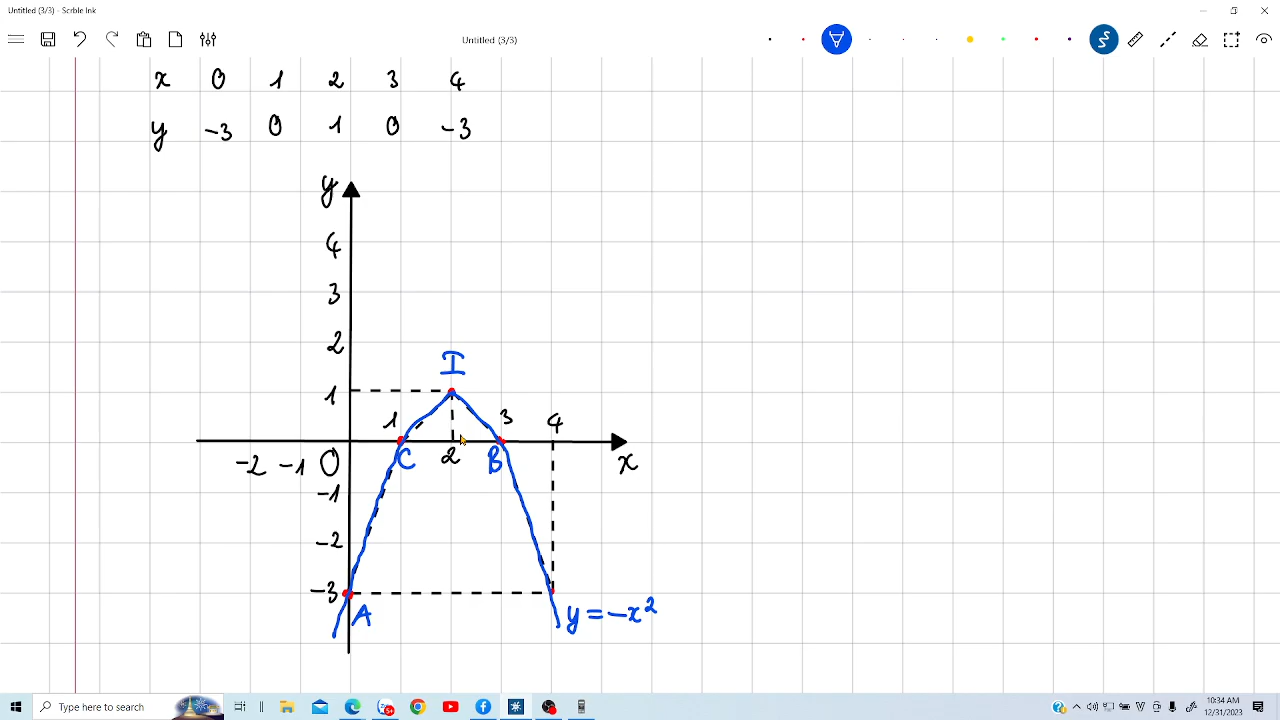 Untitled (3/3) - Scrble Ink
Untitled (3/3)
x 0 1 2 3 4
y -3 0 1 0 -3
y
4
3
2
I
1
1 3 4
-2 -1 0 C 2 B x
-1
-2
-3
A y = -x²
Type here to search
10:34 AM
12/31/2023